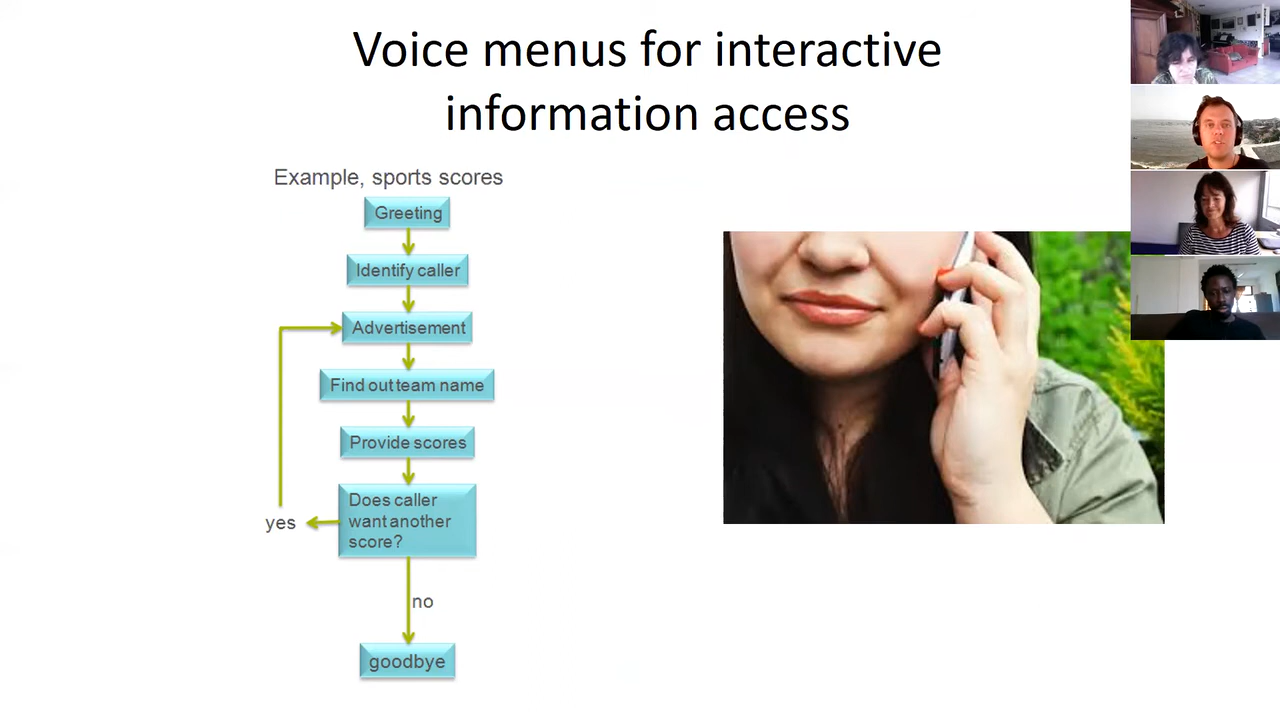 Voice menus for interactive
information access
Example, sports scores
Greeting
Identify caller
Advertisement
Find out team name
Provide scores
Does caller
want another
score?
yes
no
goodbye